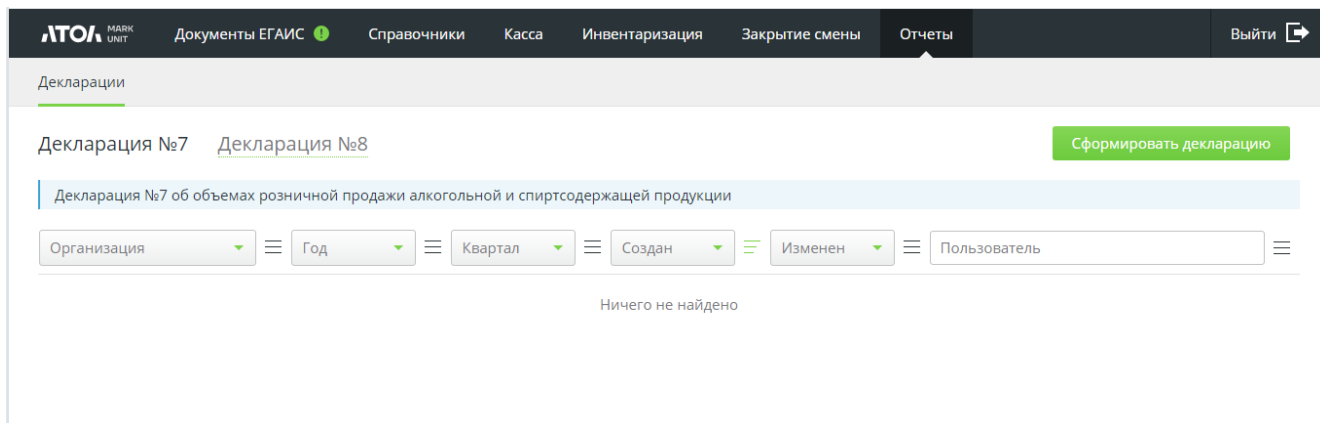 АТОЛ MARK UNIT Документы ЕГАИС ! Справочники Касса Инвентаризация Закрытие смены Отчеты Выйти
Декларации
Декларация №7 Декларация №8 Сформировать декларацию
Декларация №7 об объемах розничной продажи алкогольной и спиртсодержащей продукции
Организация Год Квартал Создан Изменен Пользователь
Ничего не найдено